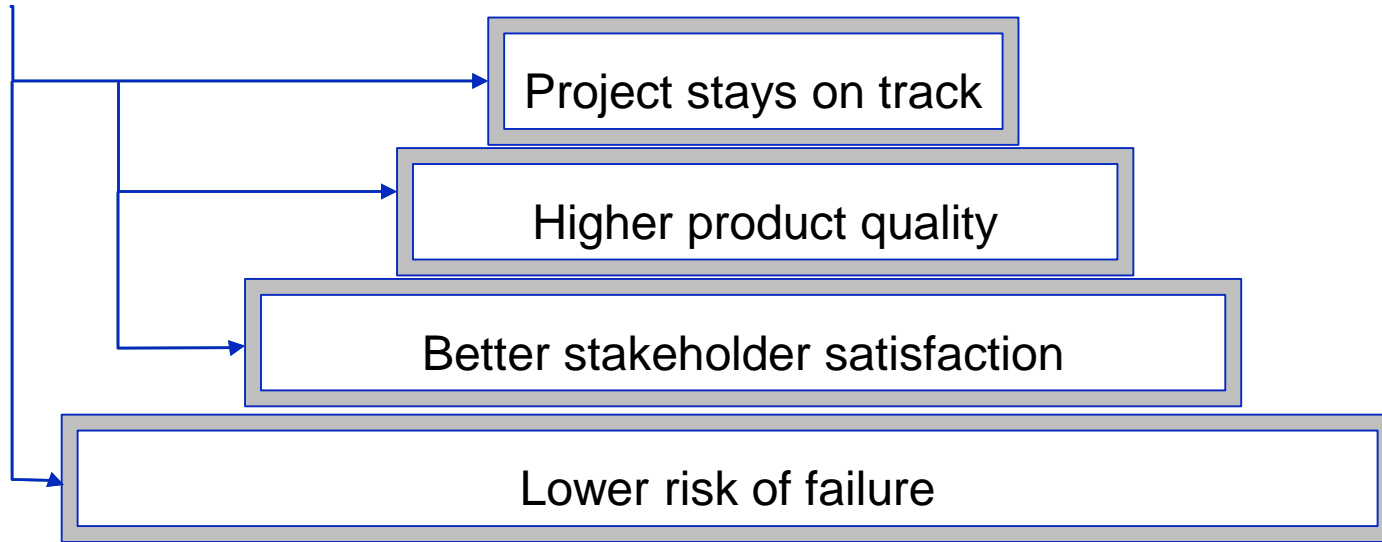 Project stays on track
Higher product quality
Better stakeholder satisfaction
Lower risk of failure